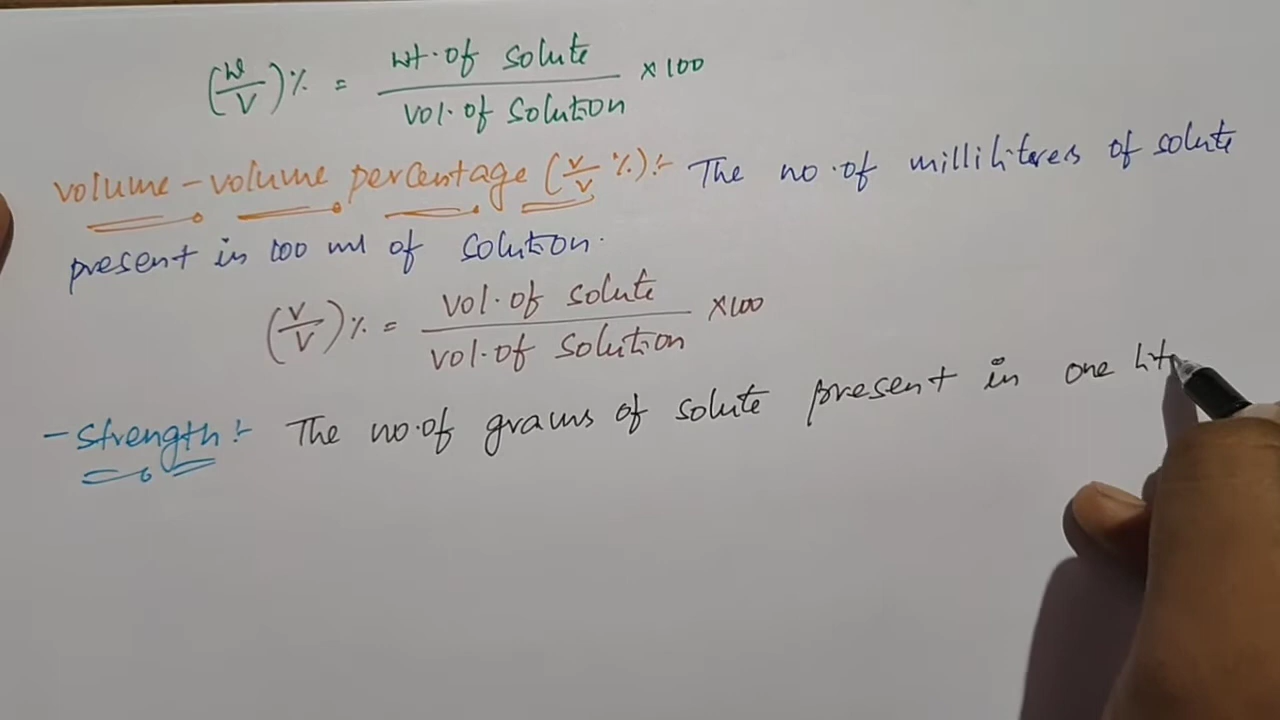 (w/v)% = wt. of solute / vol. of solution × 100
volume - volume percentage (v/v %):- The no. of milliliteres of solute
present in 100 ml of solution.
(v/v)% = vol. of solute / vol. of solution × 100
- Strength:- The no. of grams of solute present in one lit